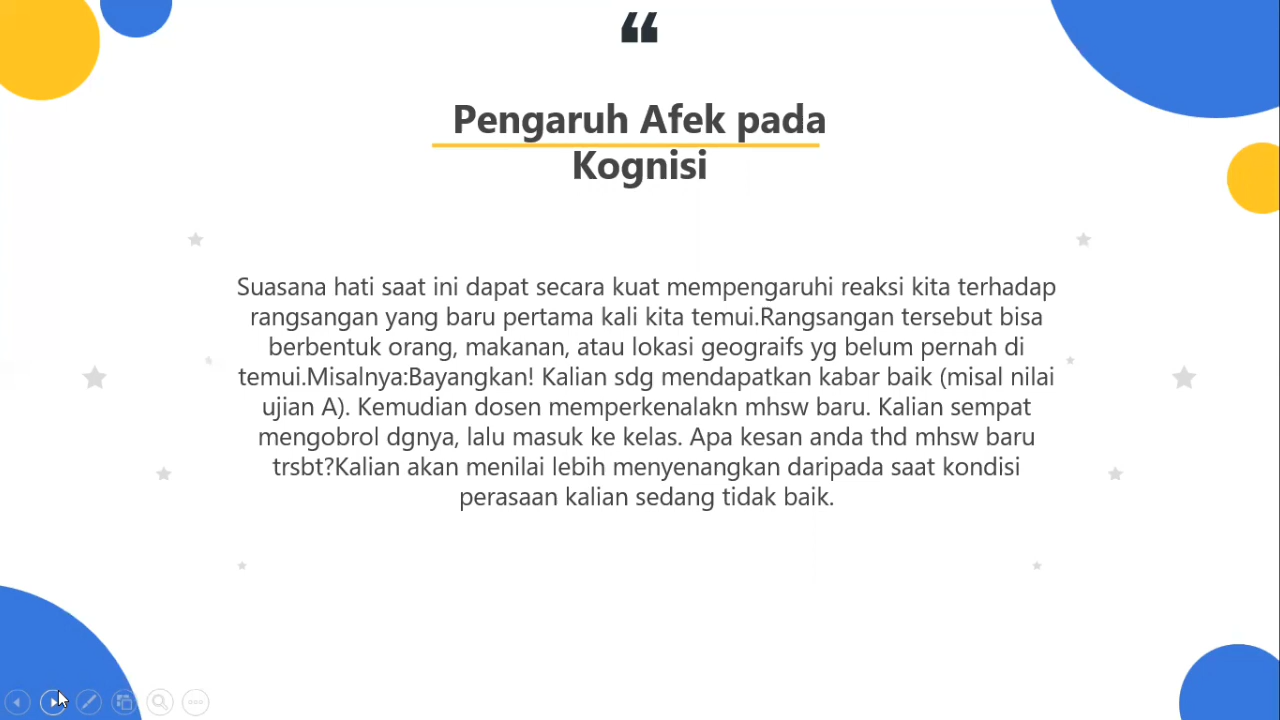 “
Pengaruh Afek pada
Kognisi
Suasana hati saat ini dapat secara kuat mempengaruhi reaksi kita terhadap
rangsangan yang baru pertama kali kita temui.Rangsangan tersebut bisa
berbentuk orang, makanan, atau lokasi geograifs yg belum pernah di
temui.Misalnya:Bayangkan! Kalian sdg mendapatkan kabar baik (misal nilai
ujian A). Kemudian dosen memperkenalakn mhsw baru. Kalian sempat
mengobrol dgnya, lalu masuk ke kelas. Apa kesan anda thd mhsw baru
trsbt?Kalian akan menilai lebih menyenangkan daripada saat kondisi
perasaan kalian sedang tidak baik.